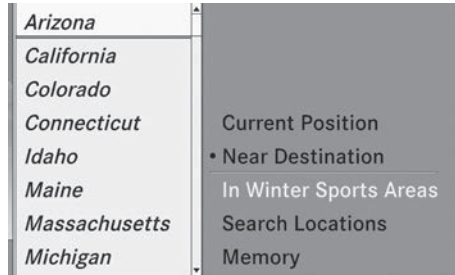 Arizona
California
Colorado
Connecticut
Idaho
Maine
Massachusetts
Michigan
Current Position
• Near Destination
In Winter Sports Areas
Search Locations
Memory